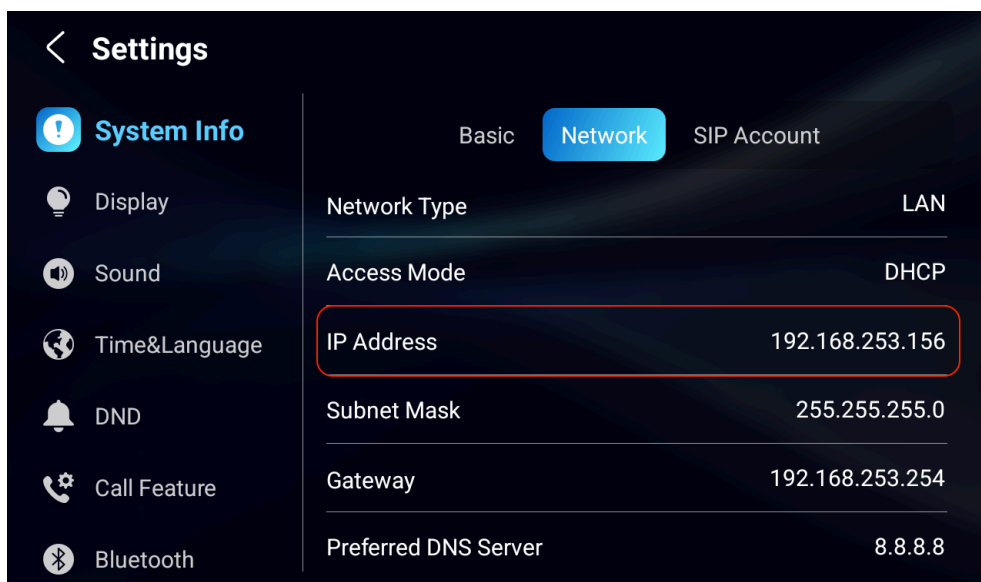 Settings
System Info
Display
Sound
Time&Language
DND
Call Feature
Bluetooth
Basic Network SIP Account
Network Type LAN
Access Mode DHCP
IP Address 192.168.253.156
Subnet Mask 255.255.255.0
Gateway 192.168.253.254
Preferred DNS Server 8.8.8.8